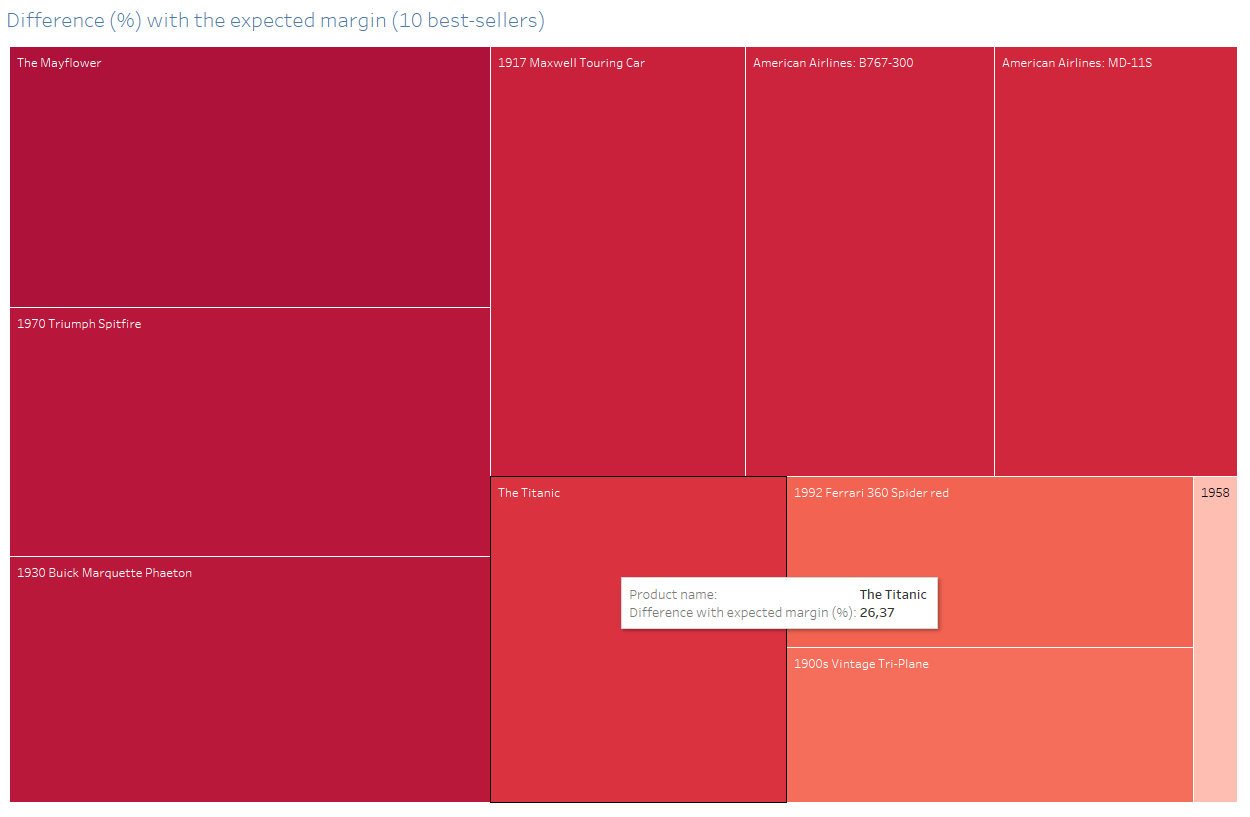 Difference (%) with the expected margin (10 best-sellers)
The Mayflower
1917 Maxwell Touring Car
American Airlines: B767-300
American Airlines: MD-11S
1970 Triumph Spitfire
The Titanic
1992 Ferrari 360 Spider red
1958
1930 Buick Marquette Phaeton
Product name: The Titanic
Difference with expected margin (%): 26,37
1900s Vintage Tri-Plane